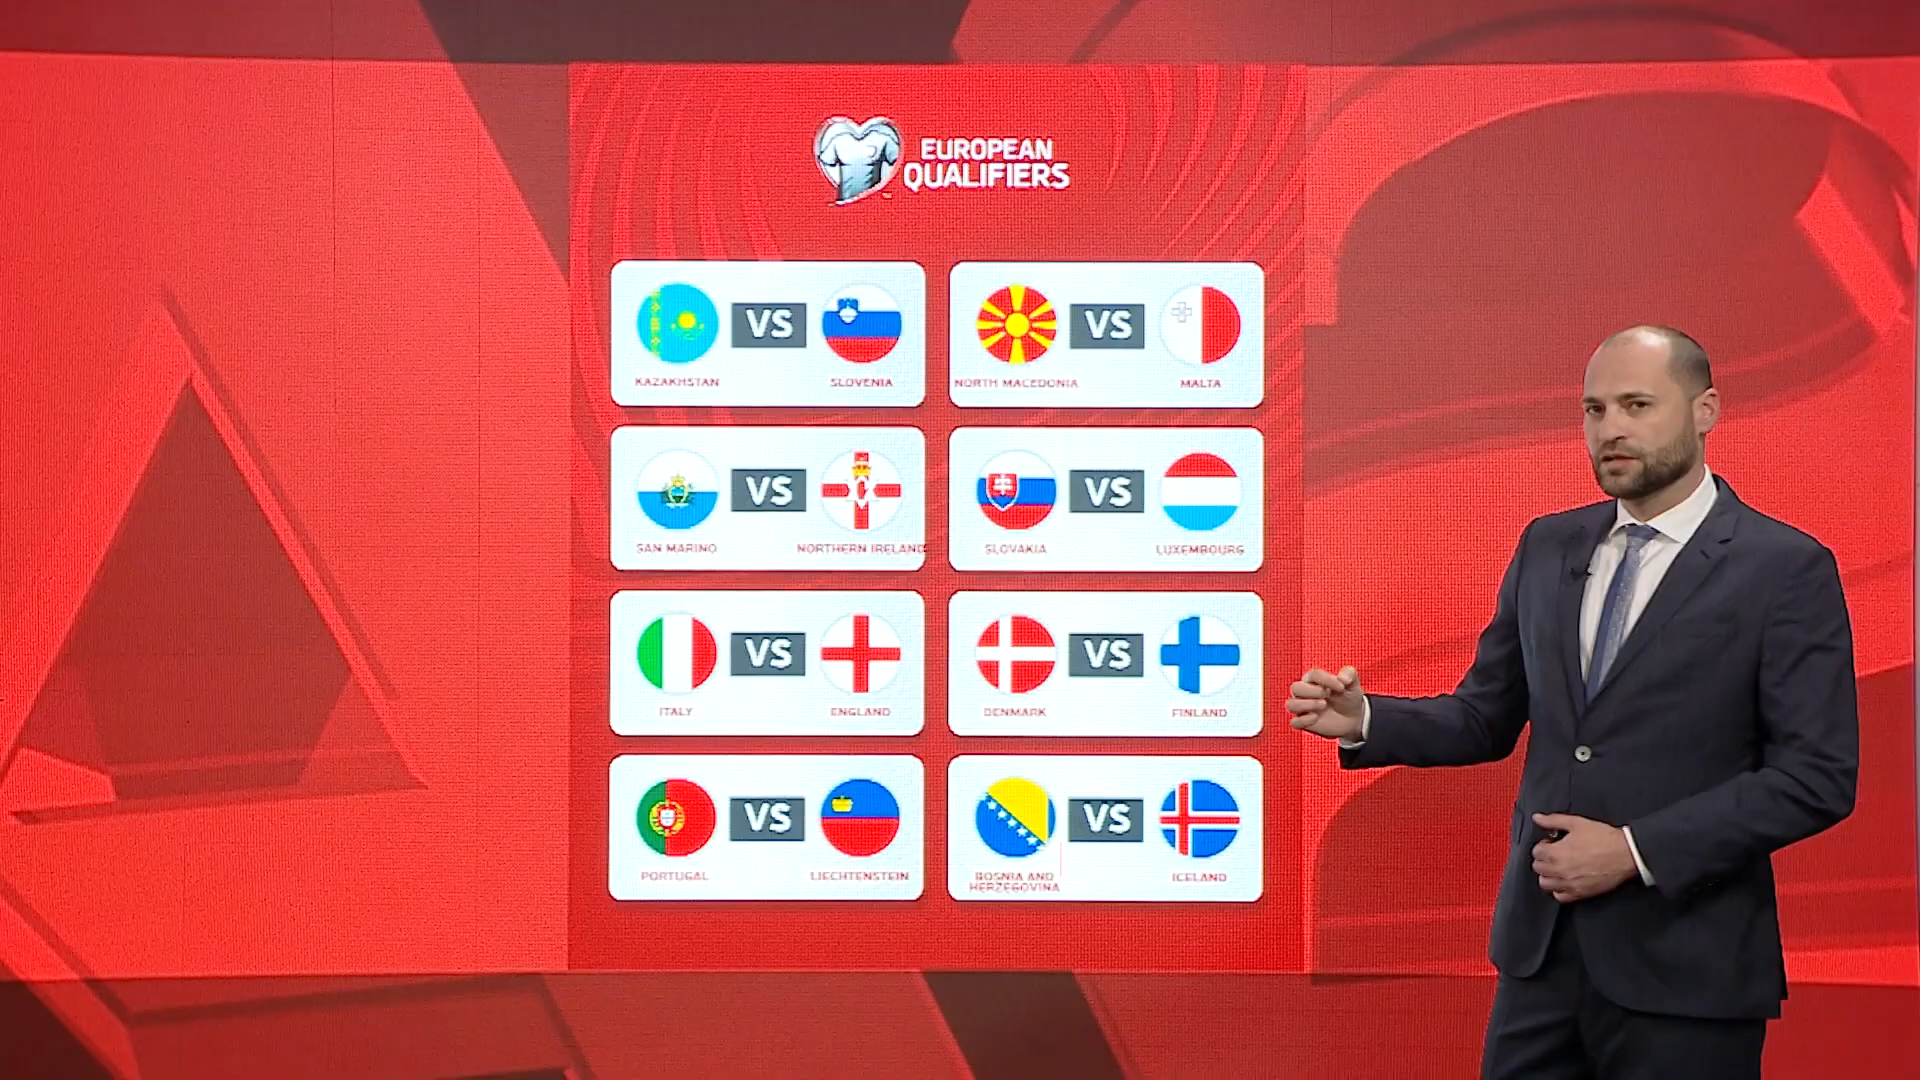 EUROPEAN
QUALIFIERS
VS
KAZAKHSTAN SLOVENIA
VS
NORTH MACEDONIA MALTA
VS
SAN MARINO NORTHERN IRELAND
VS
SLOVAKIA LUXEMBOURG
VS
ITALY ENGLAND
VS
DENMARK FINLAND
VS
PORTUGAL LIECHTENSTEIN
VS
BOSNIA AND
HERZEGOVINA ICELAND